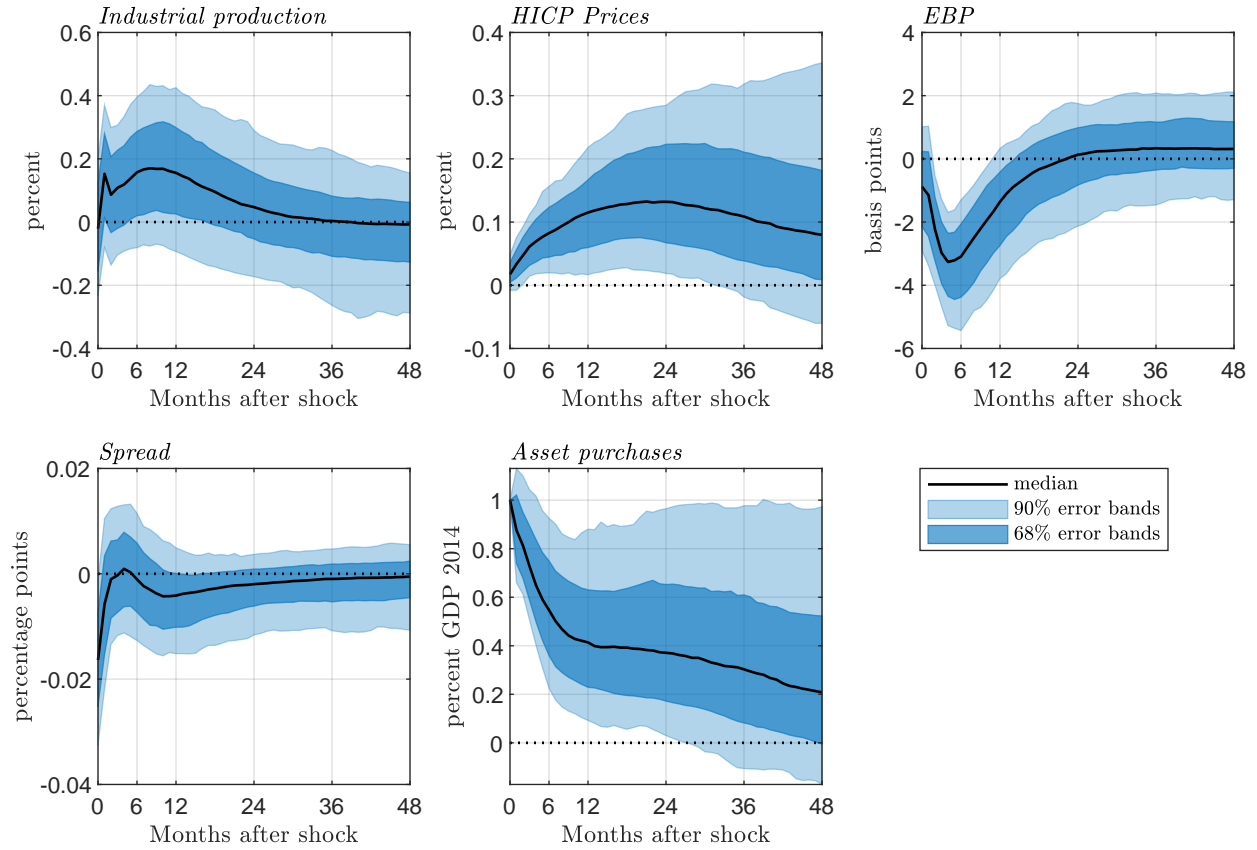 Industrial production
HICP Prices
EBP
0.6
0.4
0.2
0
-0.2
-0.4
percent
0 6 12 24 36 48
Months after shock
0.4
0.3
0.2
0.1
0
-0.1
percent
0 6 12 24 36 48
Months after shock
4
2
0
-2
-4
-6
basis points
0 6 12 24 36 48
Months after shock
Spread
Asset purchases
0.02
0
-0.02
-0.04
percentage points
0 6 12 24 36 48
Months after shock
1
0.8
0.6
0.4
0.2
0
percent GDP 2014
0 6 12 24 36 48
Months after shock
median
90% error bands
68% error bands